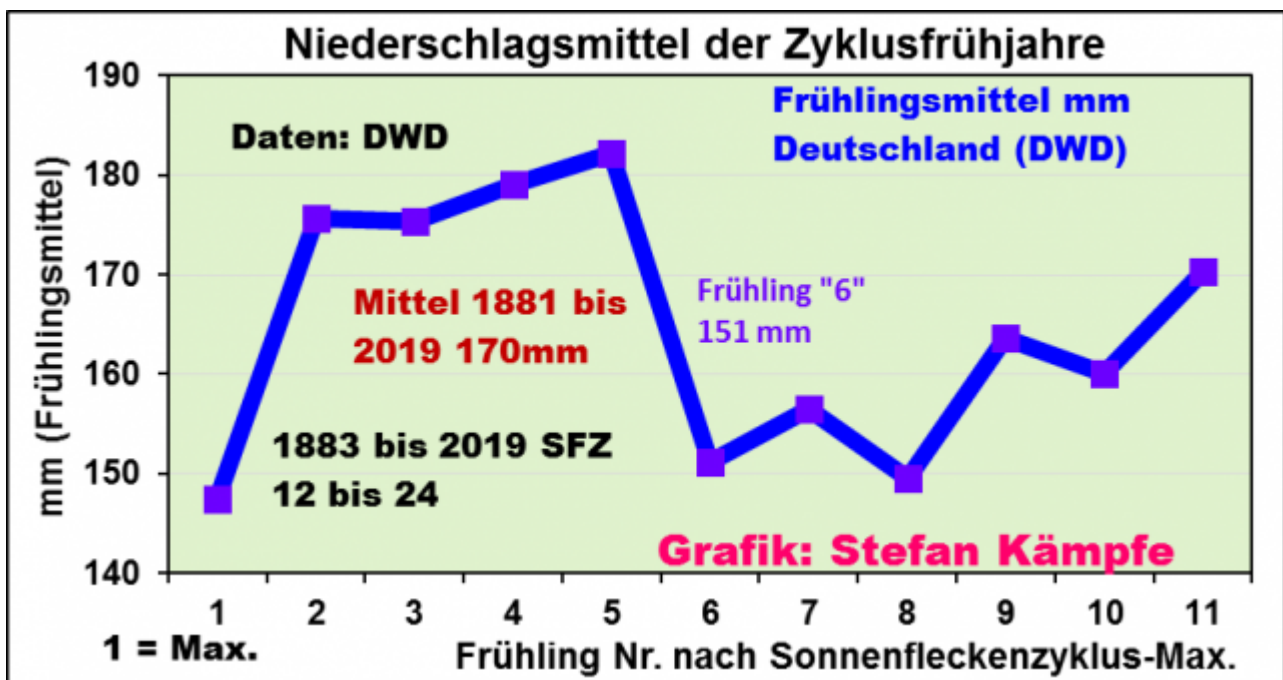 Niederschlagsmittel der Zyklusfrühjahre
190
180
170
160
150
140
mm (Frühlingsmittel)
Daten: DWD
Frühlingsmittel mm
Deutschland (DWD)
Mittel 1881 bis
2019 170mm
Frühling "6"
151 mm
1883 bis 2019 SFZ
12 bis 24
Grafik: Stefan Kämpfe
1 2 3 4 5 6 7 8 9 10 11
1 = Max.
Frühling Nr. nach Sonnenfleckenzyklus-Max.